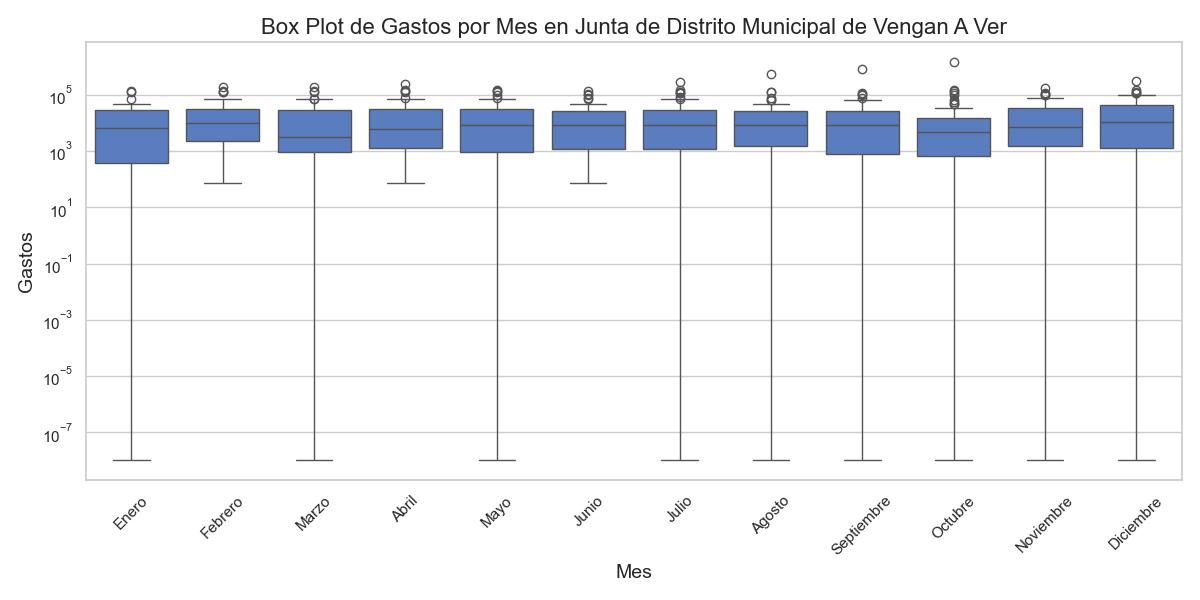 Box Plot de Gastos por Mes en Junta de Distrito Municipal de Vengan A Ver
Gastos
10^5
10^3
10^1
10^-1
10^-3
10^-5
10^-7
Enero
Febrero
Marzo
Abril
Mayo
Junio
Julio
Agosto
Septiembre
Octubre
Noviembre
Diciembre
Mes